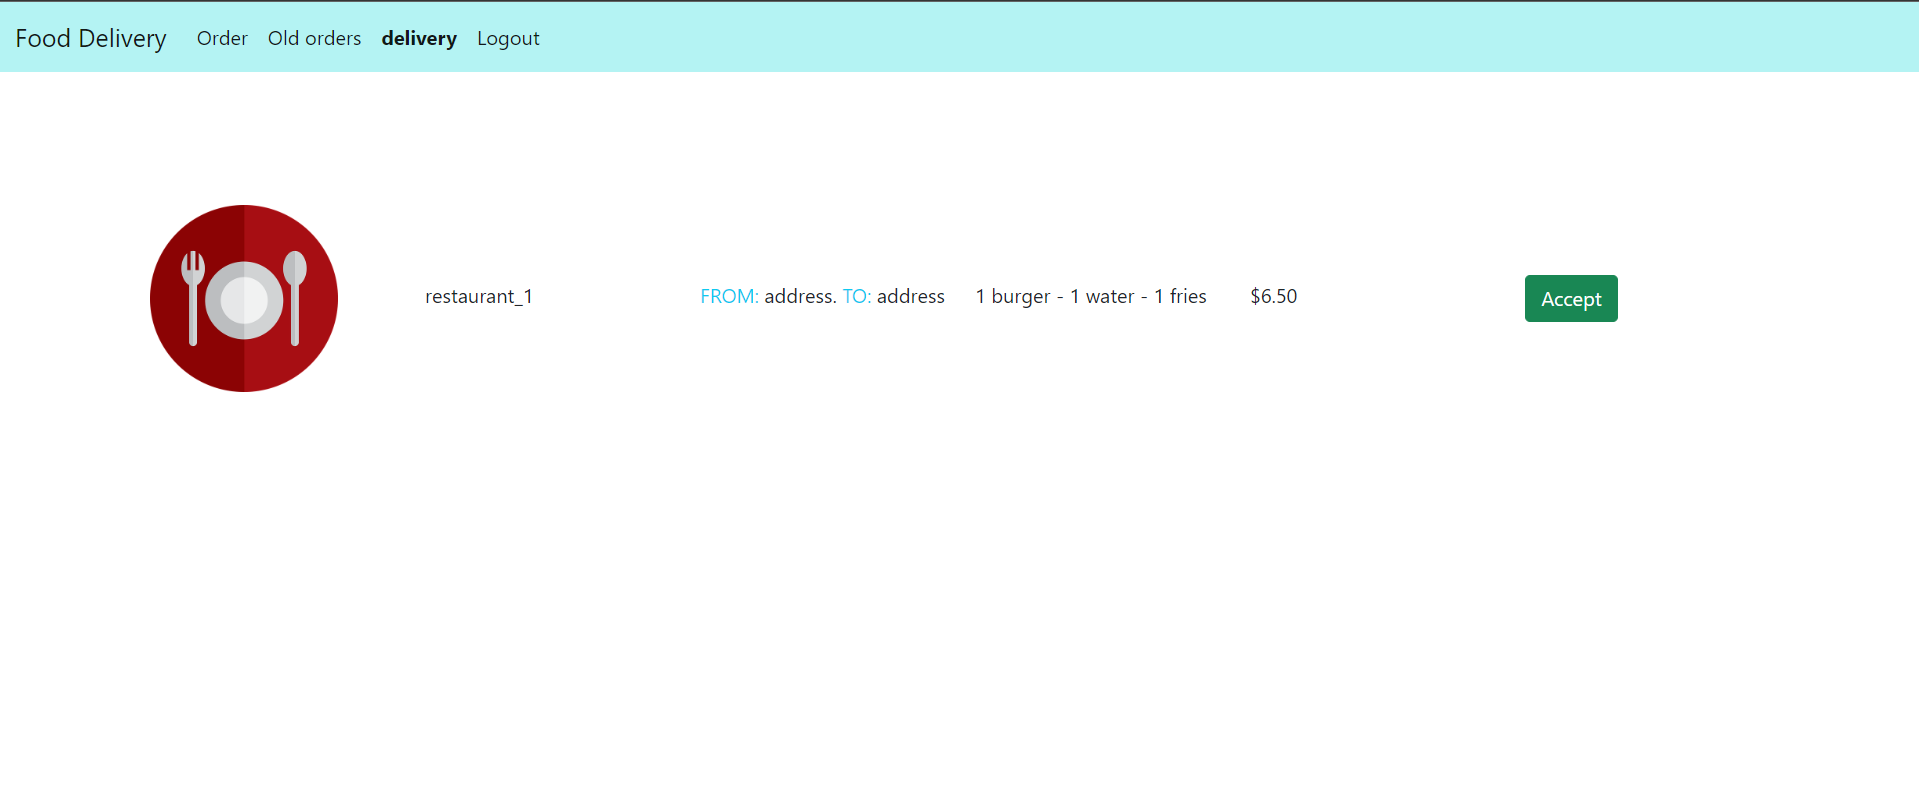 Food Delivery Order Old orders delivery Logout
restaurant_1 FROM: address. TO: address 1 burger - 1 water - 1 fries $6.50 Accept